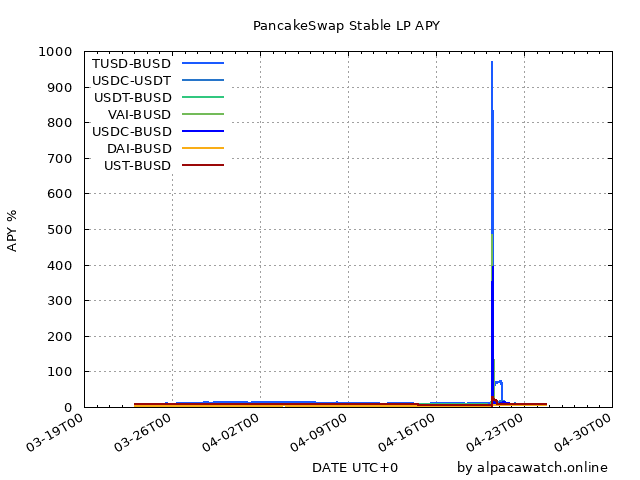 PancakeSwap Stable LP APY
1000
900
800
700
600
500
400
300
200
100
0
APY %
TUSD-BUSD
USDC-USDT
USDT-BUSD
VAI-BUSD
USDC-BUSD
DAI-BUSD
UST-BUSD
03-19T00
03-26T00
04-02T00
04-09T00
04-16T00
04-23T00
04-30T00
DATE UTC+0
by alpacawatch.online